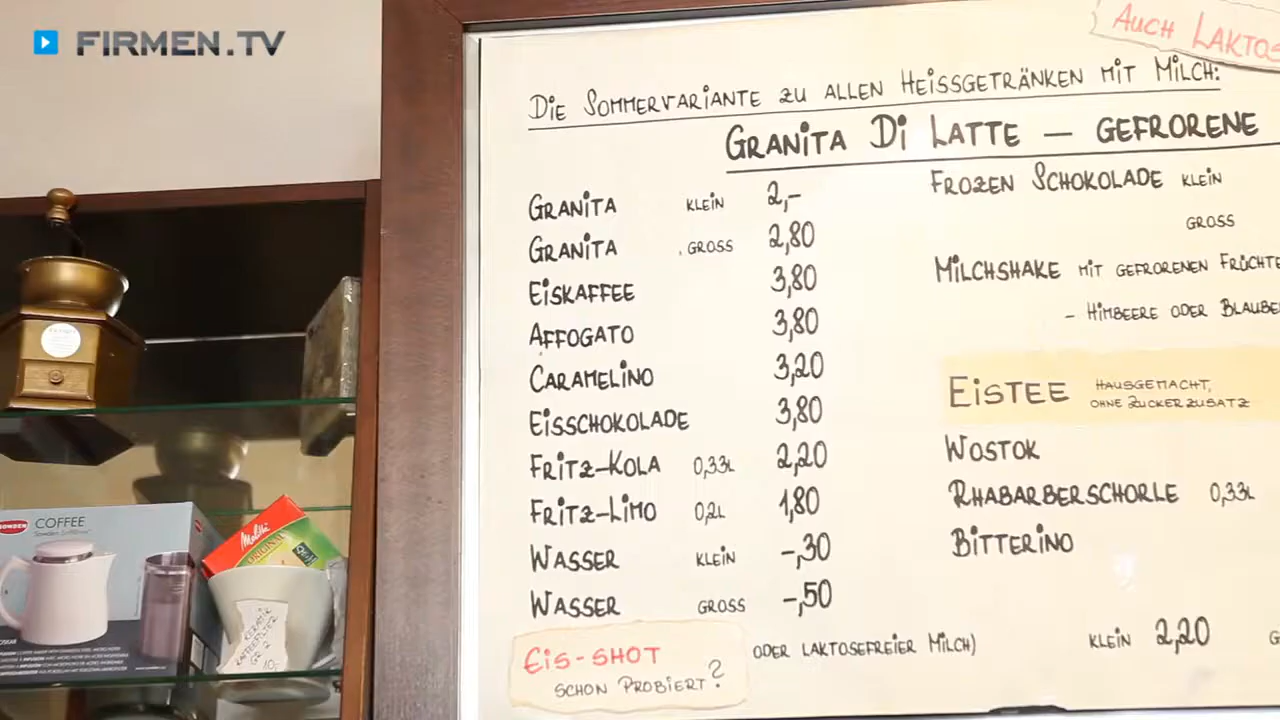 FIRMEN.TV
AUCH LAKTOS
DIE SOMMERVARIANTE ZU ALLEN HEISSGETRÄNKEN MIT MILCH:
GRANITA DI LATTE – GEFRORENE
GRANITA KLEIN 2,-
GRANITA GROSS 2,80
EISKAFFEE 3,80
AFFOGATO 3,80
CARAMELINO 3,20
EISSCHOKOLADE 3,80
FRITZ-KOLA 0,33L 2,20
FRITZ-LIMO 0,2L 1,80
WASSER KLEIN -,30
WASSER GROSS -,50
FROZEN SCHOKOLADE KLEIN
GROSS
MILCHSHAKE MIT GEFRORENEN FRÜCHTE
- HIMBEERE ODER BLAUBE
EISTEE HAUSGEMACHT,
OHNE ZUCKERZUSATZ
WOSTOK
RHABARBERSCHORLE 0,33L
BITTERINO
EIS-SHOT
SCHON PROBIERT?
ODER LAKTOSEFREIER MILCH) KLEIN 2,20 G
COFFEE
Melitta
ORIGINAL